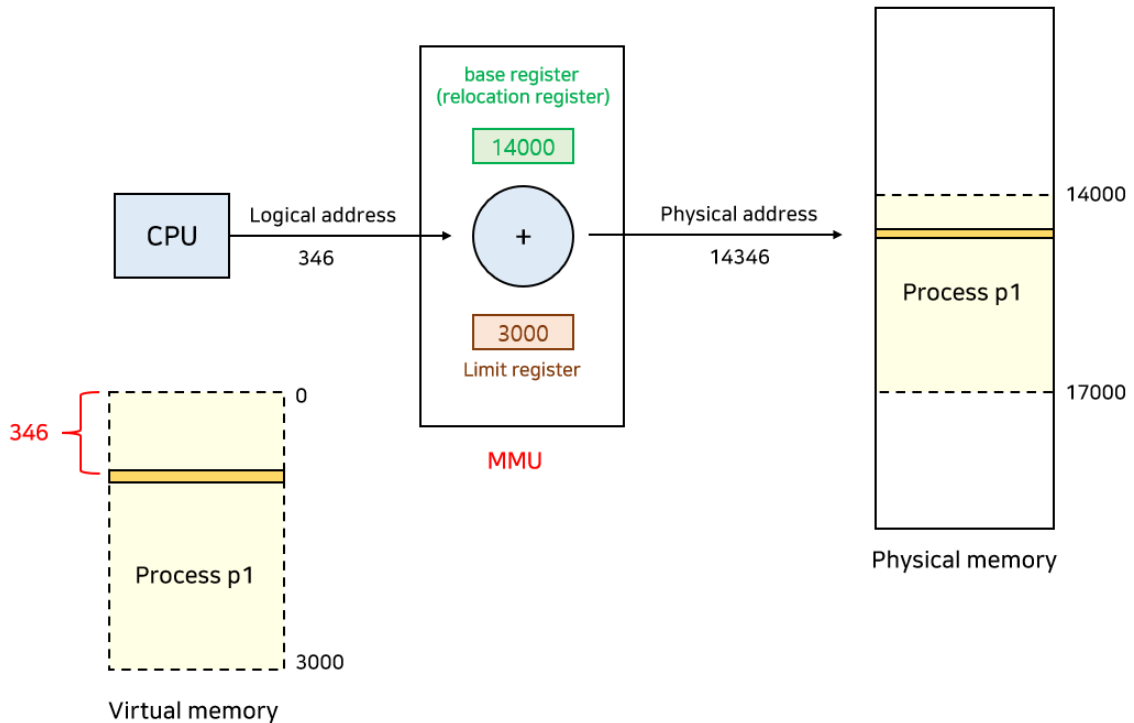 base register
(relocation register)
14000
CPU
Logical address
346
+
Physical address
14346
3000
Limit register
MMU
14000
Process p1
17000
Physical memory
0
346
Process p1
3000
Virtual memory